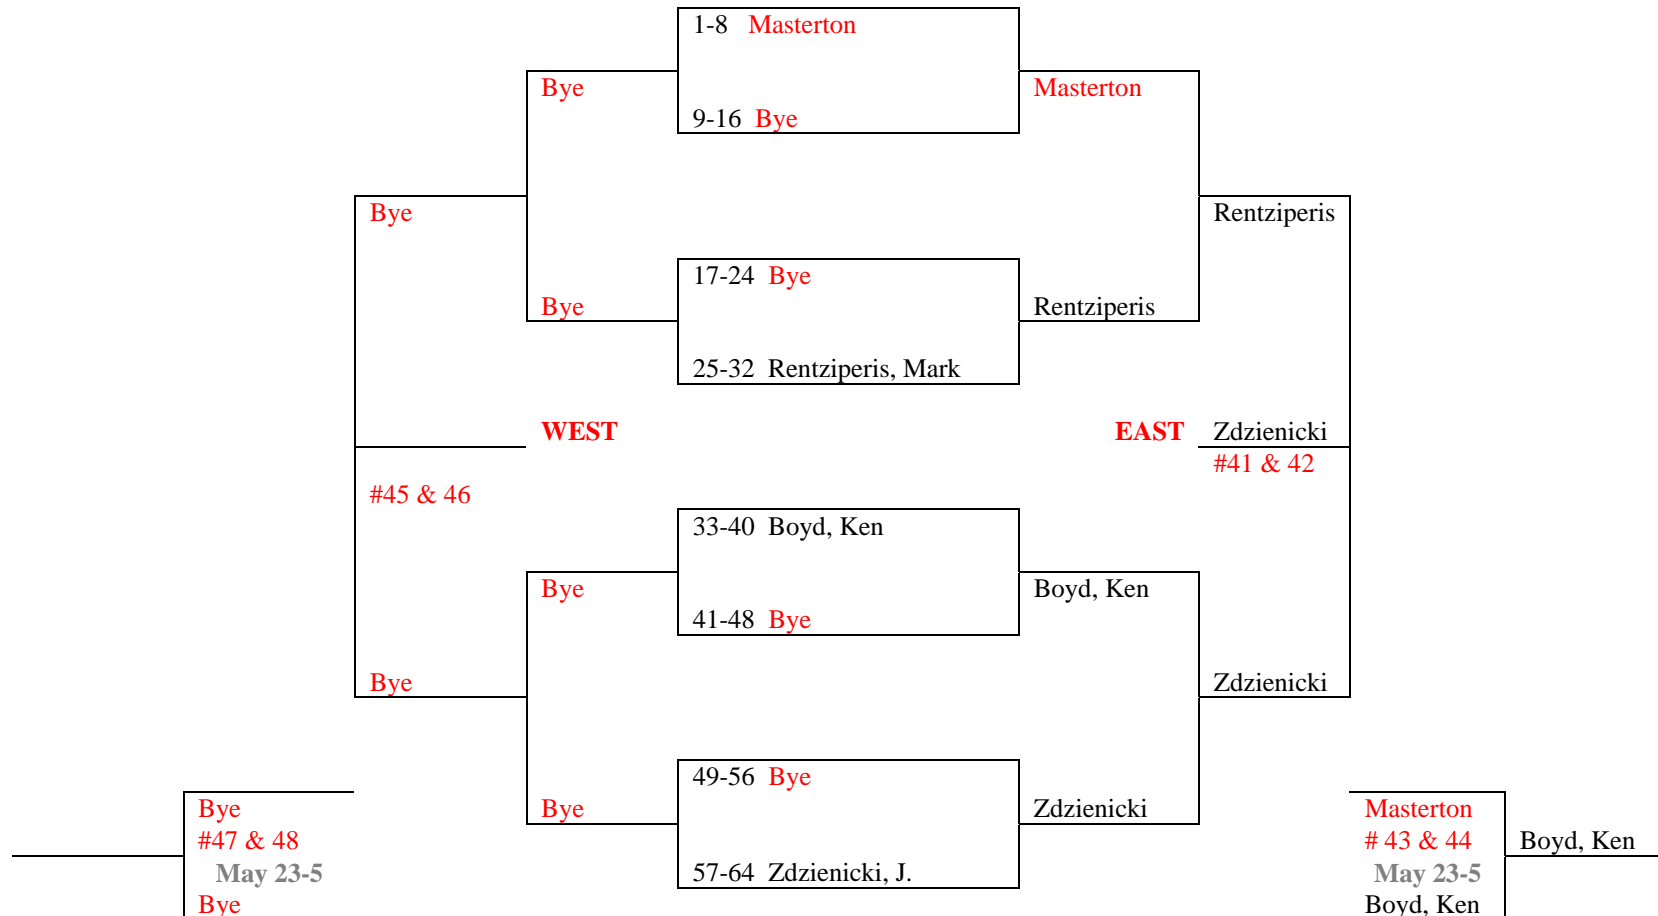 1-8 Masterton
Bye
Masterton
9-16 Bye
Bye
Rentziperis
17-24 Bye
Bye
Rentziperis
25-32 Rentziperis, Mark
WEST
EAST
Zdzienicki
#41 & 42
#45 & 46
33-40 Boyd, Ken
Bye
Boyd, Ken
41-48 Bye
Bye
Zdzienicki
49-56 Bye
Bye
Zdzienicki
57-64 Zdzienicki, J.
Bye
#47 & 48
May 23-5
Bye
Masterton
# 43 & 44
May 23-5
Boyd, Ken
Boyd, Ken